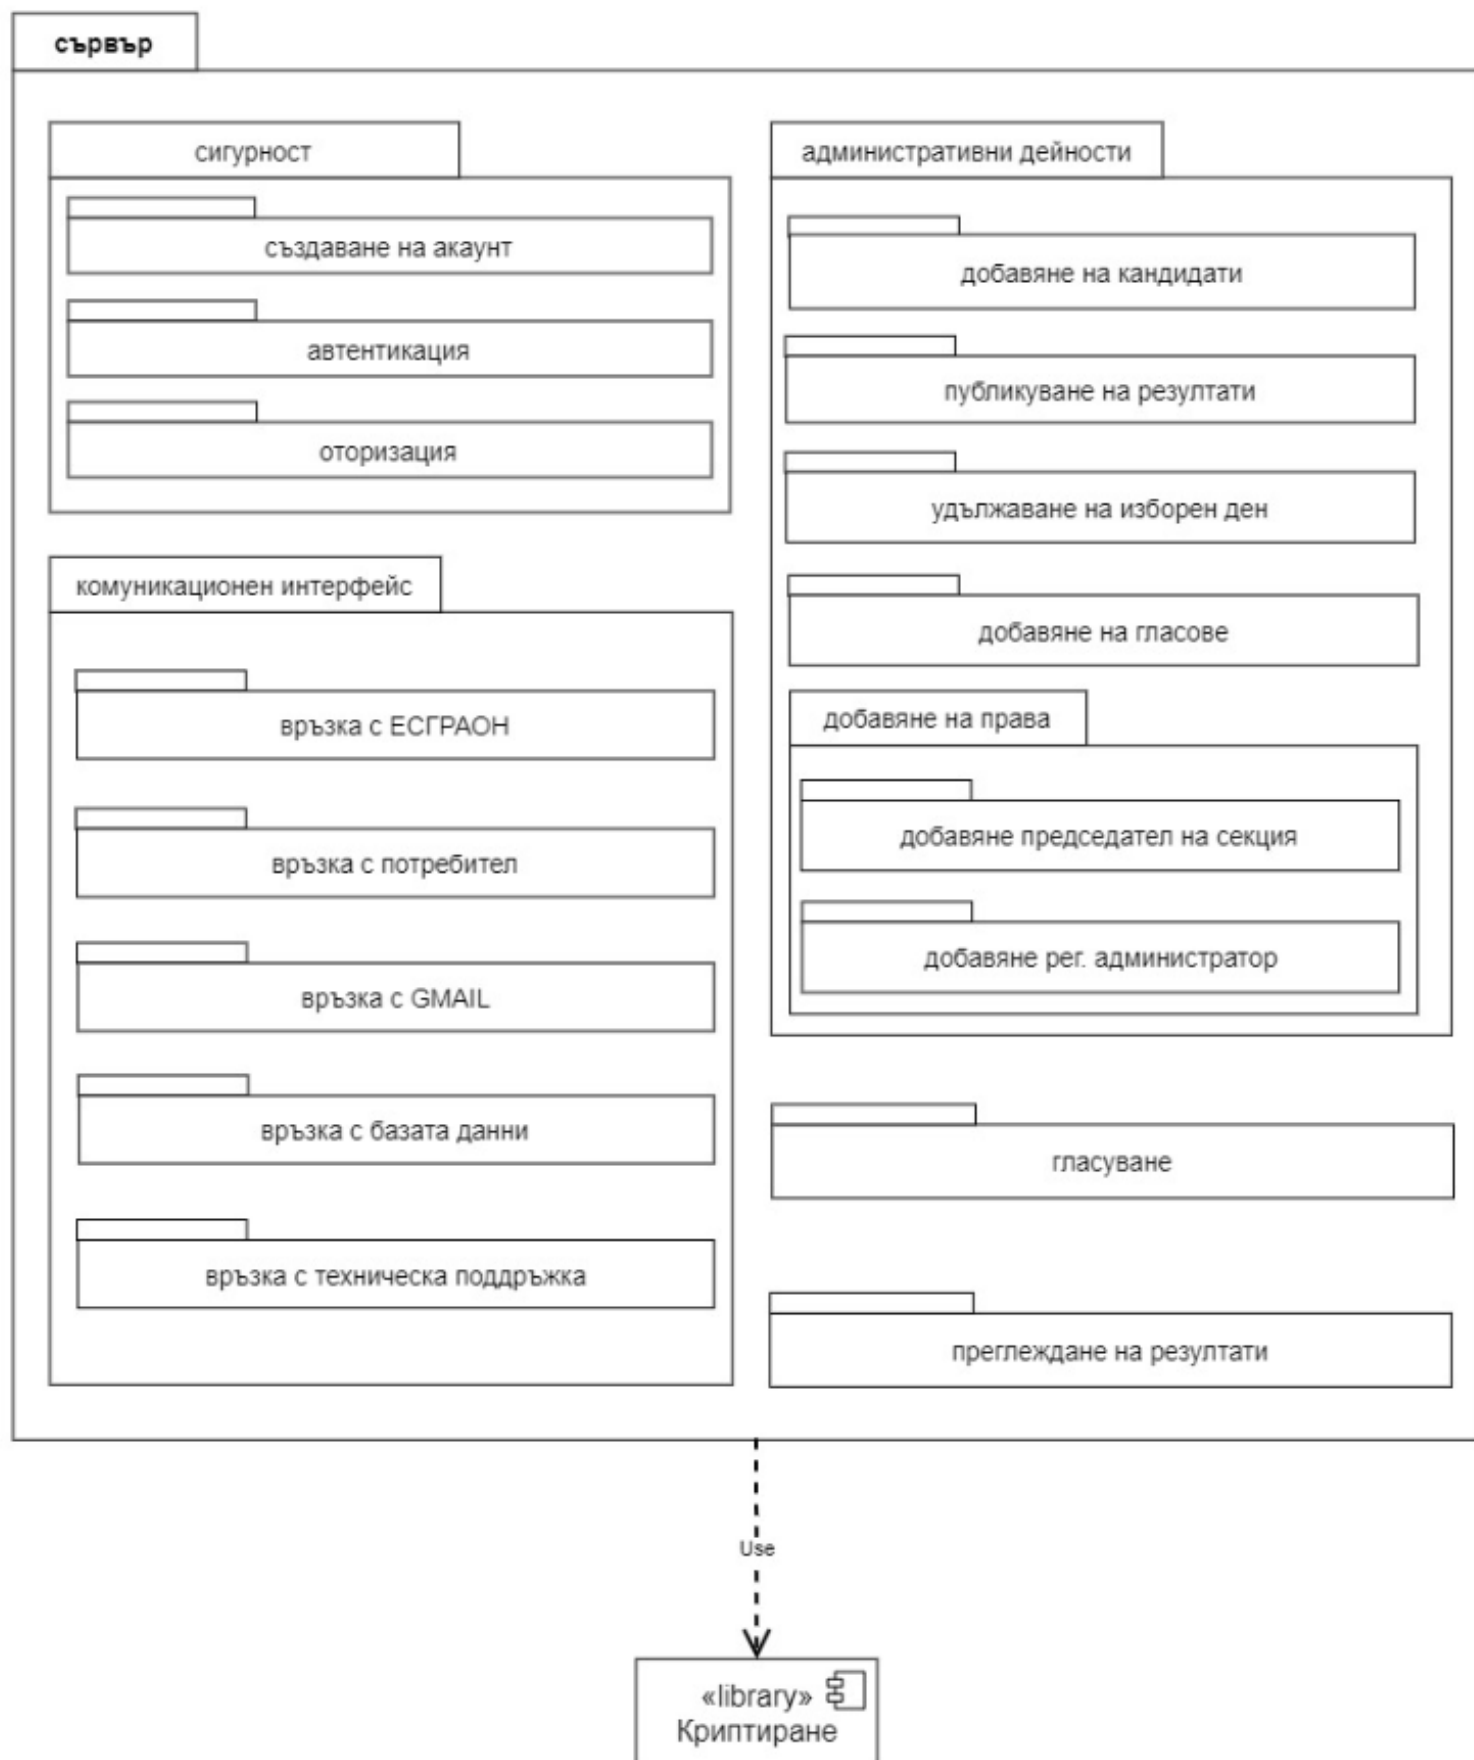 сървър
сигурност
създаване на акаунт
автентикация
оторизация
комуникационен интерфейс
връзка с ЕСГРАОН
връзка с потребител
връзка с GMAIL
връзка с базата данни
връзка с техническа поддръжка
административни дейности
добавяне на кандидати
публикуване на резултати
удължаване на изборен ден
добавяне на гласове
добавяне на права
добавяне председател на секция
добавяне рег. администратор
гласуване
преглеждане на резултати
Use
«library»
Криптиране